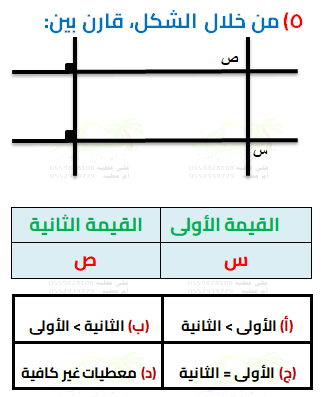 ٥) من خلال الشكل، قارن بين:
ص
س
القيمة الأولى القيمة الثانية
س ص
(أ) الأولى > الثانية (ب) الثانية > الأولى
(ج) الأولى = الثانية (د) معطيات غير كافية